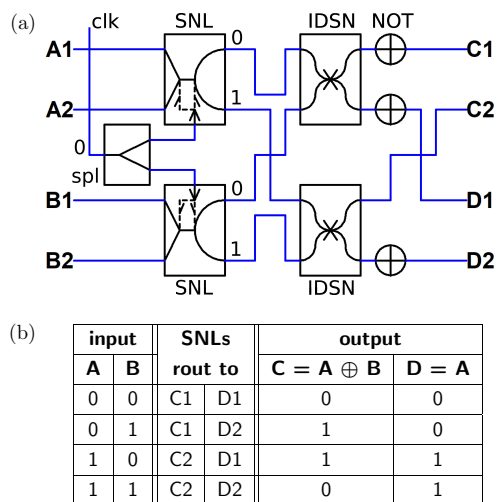 (a)
clk SNL IDSN NOT
A1 0 C1
A2 1 C2
0
spl
B1 0 D1
B2 1 D2
SNL IDSN
(b)
input SNLs output
A B rout to C = A ⊕ B D = A
0 0 C1 D1 0 0
0 1 C1 D2 1 0
1 0 C2 D1 1 1
1 1 C2 D2 0 1